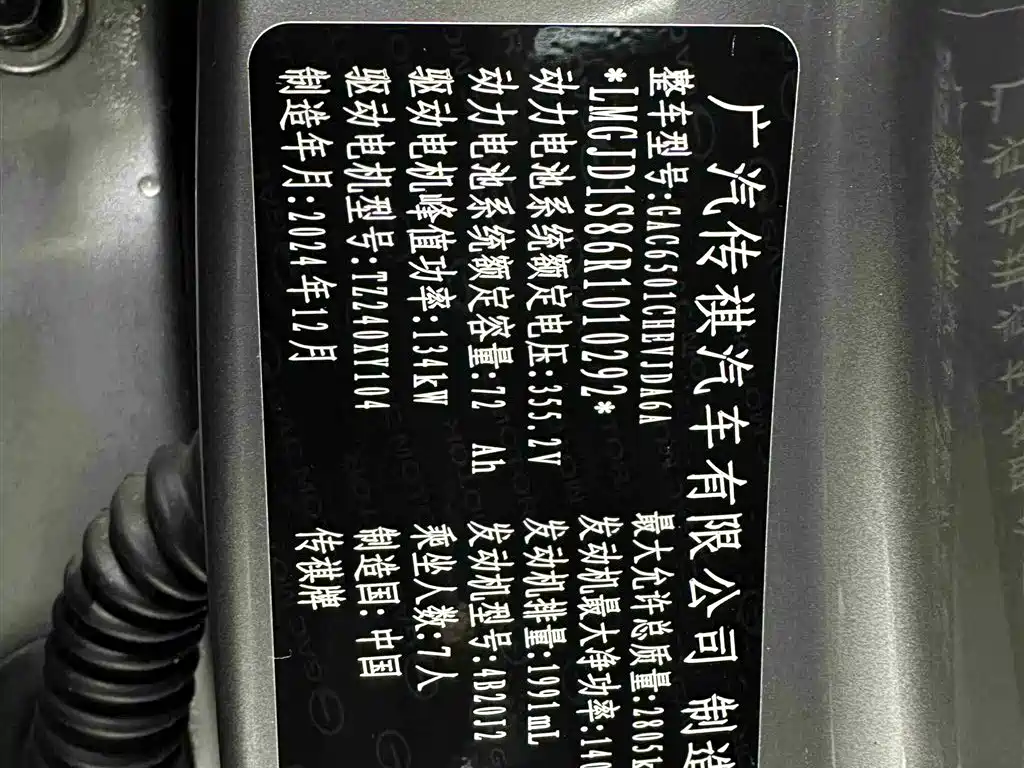 广汽传祺汽车有限公司 制造
整车型号:GAC6501CHEVJDA6A 最大允许总质量:2805k
*LMGJD1S86R1010292* 发动机最大净功率:140
动力电池系统额定电压:355.2V 发动机排量:1991mL
动力电池系统额定容量:72 Ah 发动机型号:4B20J2
驱动电机峰值功率:134kW 乘坐人数:7人
驱动电机型号:TZ240XY104 制造国:中国
制造年月:2024年12月 传祺牌